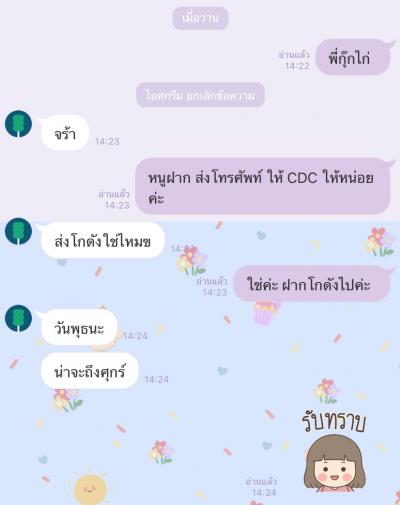 เมื่อวาน
พี่กุ๊กไก่
อ่านแล้ว
14:22
ไอศกรีม ยกเลิกข้อความ
จร้า
14:23
หนูฝาก ส่งโทรศัพท์ ให้ CDC ให้หน่อย
ค่ะ
อ่านแล้ว
14:23
ส่งโกดังใช่ไหมข
14:23
ใช่ค่ะ ฝากโกดังไปค่ะ
อ่านแล้ว
14:23
วันพุธนะ
14:24
น่าจะถึงศุกร์
14:24
รับทราบ
อ่านแล้ว
14:24